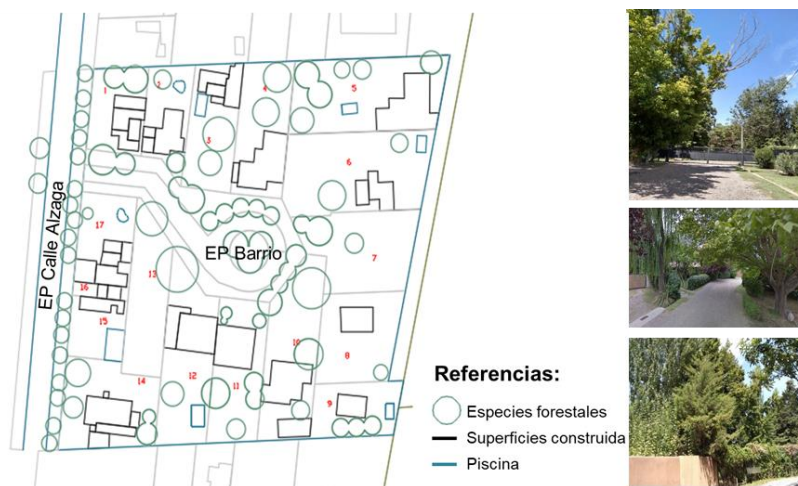 1
2
3
4
5
6
7
EP Calle Alzaga
EP Barrio
17
16
15
13
14
12
11
10
8
9
Referencias:
Especies forestales
Superficies construida
Piscina